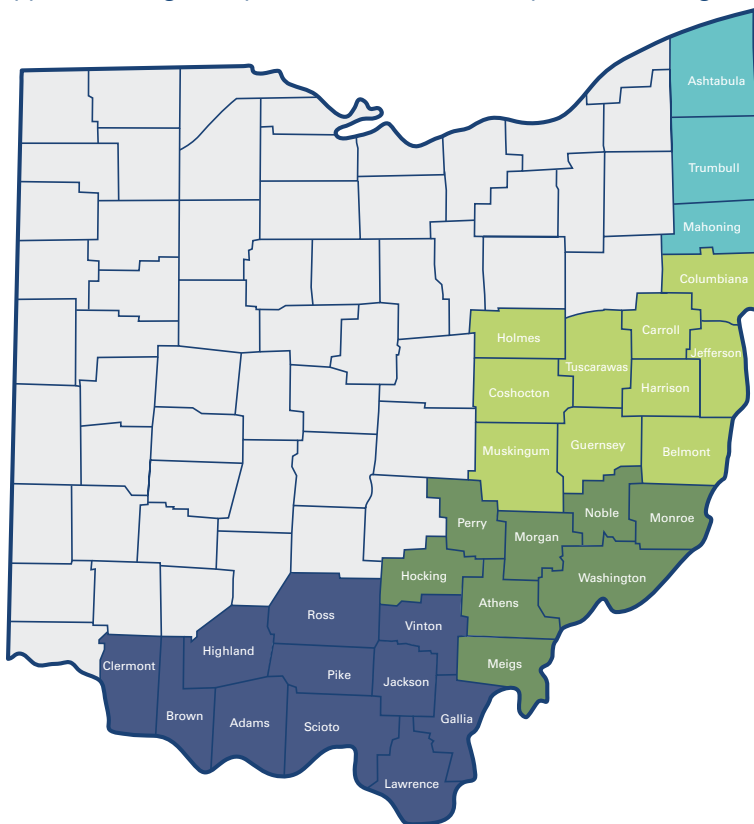 Ashtabula
Trumbull
Mahoning
Columbiana
Holmes
Carroll
Jefferson
Tuscarawas
Coshocton
Harrison
Muskingum
Guernsey
Belmont
Perry
Noble
Monroe
Morgan
Hocking
Washington
Athens
Ross
Vinton
Highland
Clermont
Meigs
Pike
Jackson
Brown
Adams
Scioto
Gallia
Lawrence